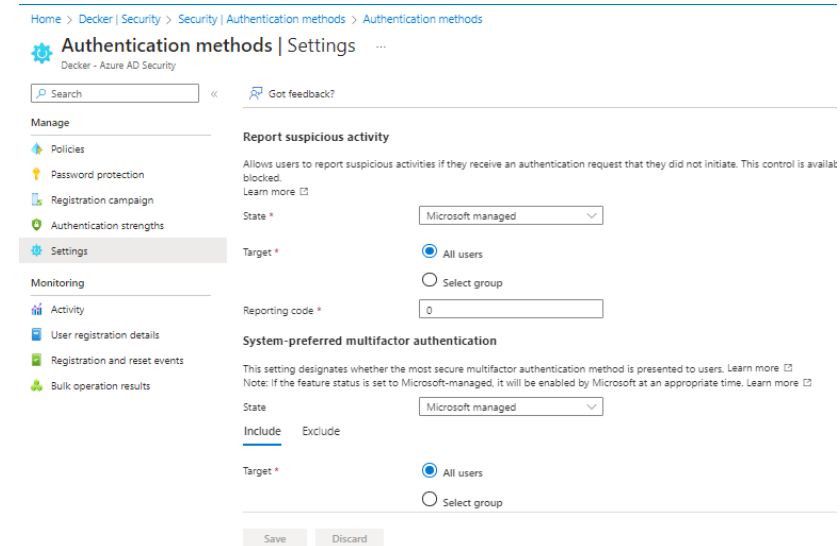 Home > Decker | Security > Security | Authentication methods > Authentication methods
Authentication methods | Settings ...
Decker - Azure AD Security
Search
«
Got feedback?
Manage
Policies
Password protection
Registration campaign
Authentication strengths
Settings
Monitoring
Activity
User registration details
Registration and reset events
Bulk operation results
Report suspicious activity
Allows users to report suspicious activities if they receive an authentication request that they did not initiate. This control is availab
blocked.
Learn more
State * Microsoft managed
Target * All users
Select group
Reporting code * 0
System-preferred multifactor authentication
This setting designates whether the most secure multifactor authentication method is presented to users. Learn more
Note: If the feature status is set to Microsoft-managed, it will be enabled by Microsoft at an appropriate time. Learn more
State Microsoft managed
Include Exclude
Target * All users
Select group
Save Discard